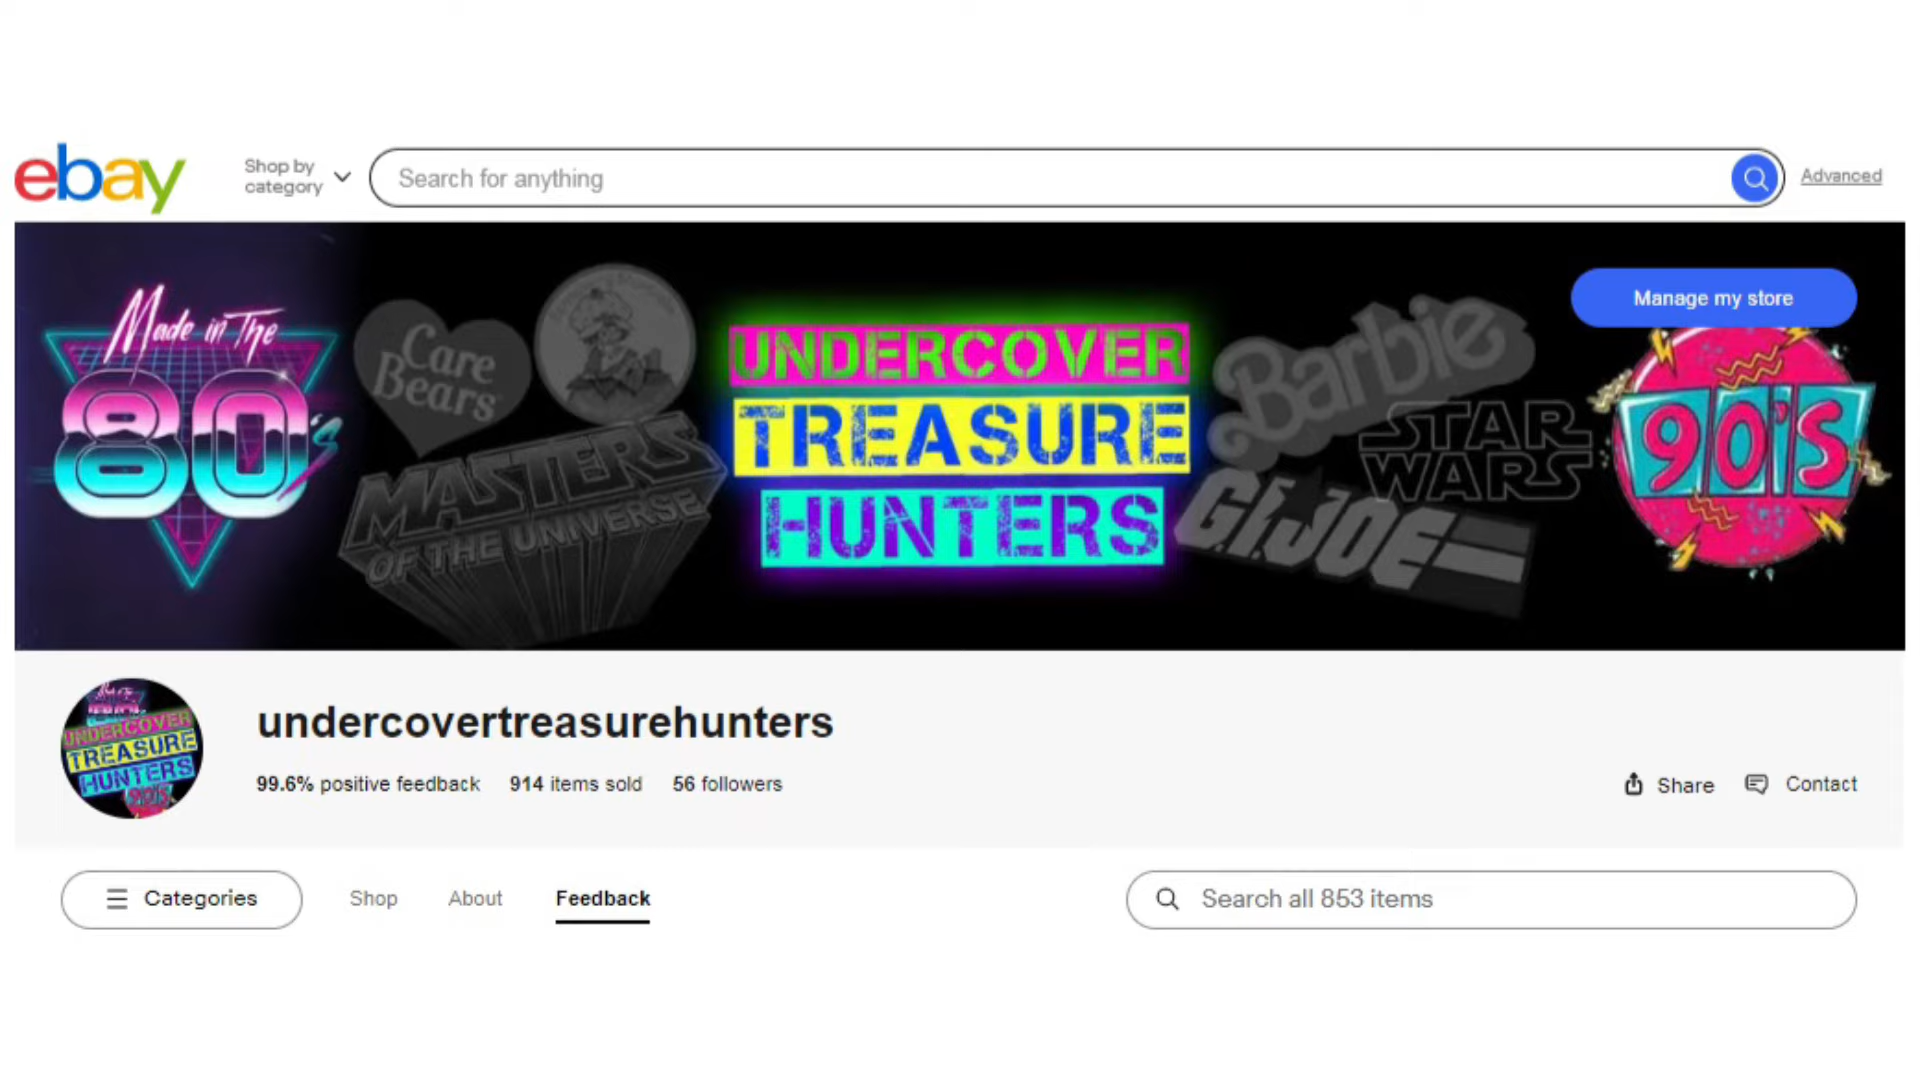 ebay
Shop by
category
Search for anything
Advanced
Manage my store
Made in The
80's
Care
Bears
MASTERS
OF THE UNIVERSE
UNDERCOVER
TREASURE
HUNTERS
Barbie
STAR
WARS
G.I. JOE
90'S
UNDERCOVER
TREASURE
HUNTERS
90'S
undercovertreasurehunters
99.6% positive feedback 914 items sold 56 followers
Share Contact
Categories Shop About Feedback
Search all 853 items